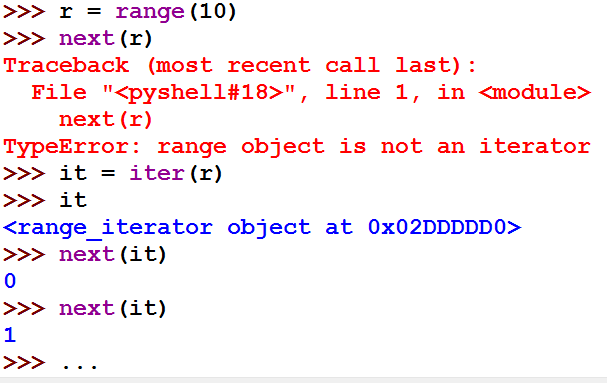 >>> r = range(10)
>>> next(r)
Traceback (most recent call last):
  File "<pyshell#18>", line 1, in <module>
    next(r)
TypeError: range object is not an iterator
>>> it = iter(r)
>>> it
<range_iterator object at 0x02DDDDD0>
>>> next(it)
0
>>> next(it)
1
>>> ...